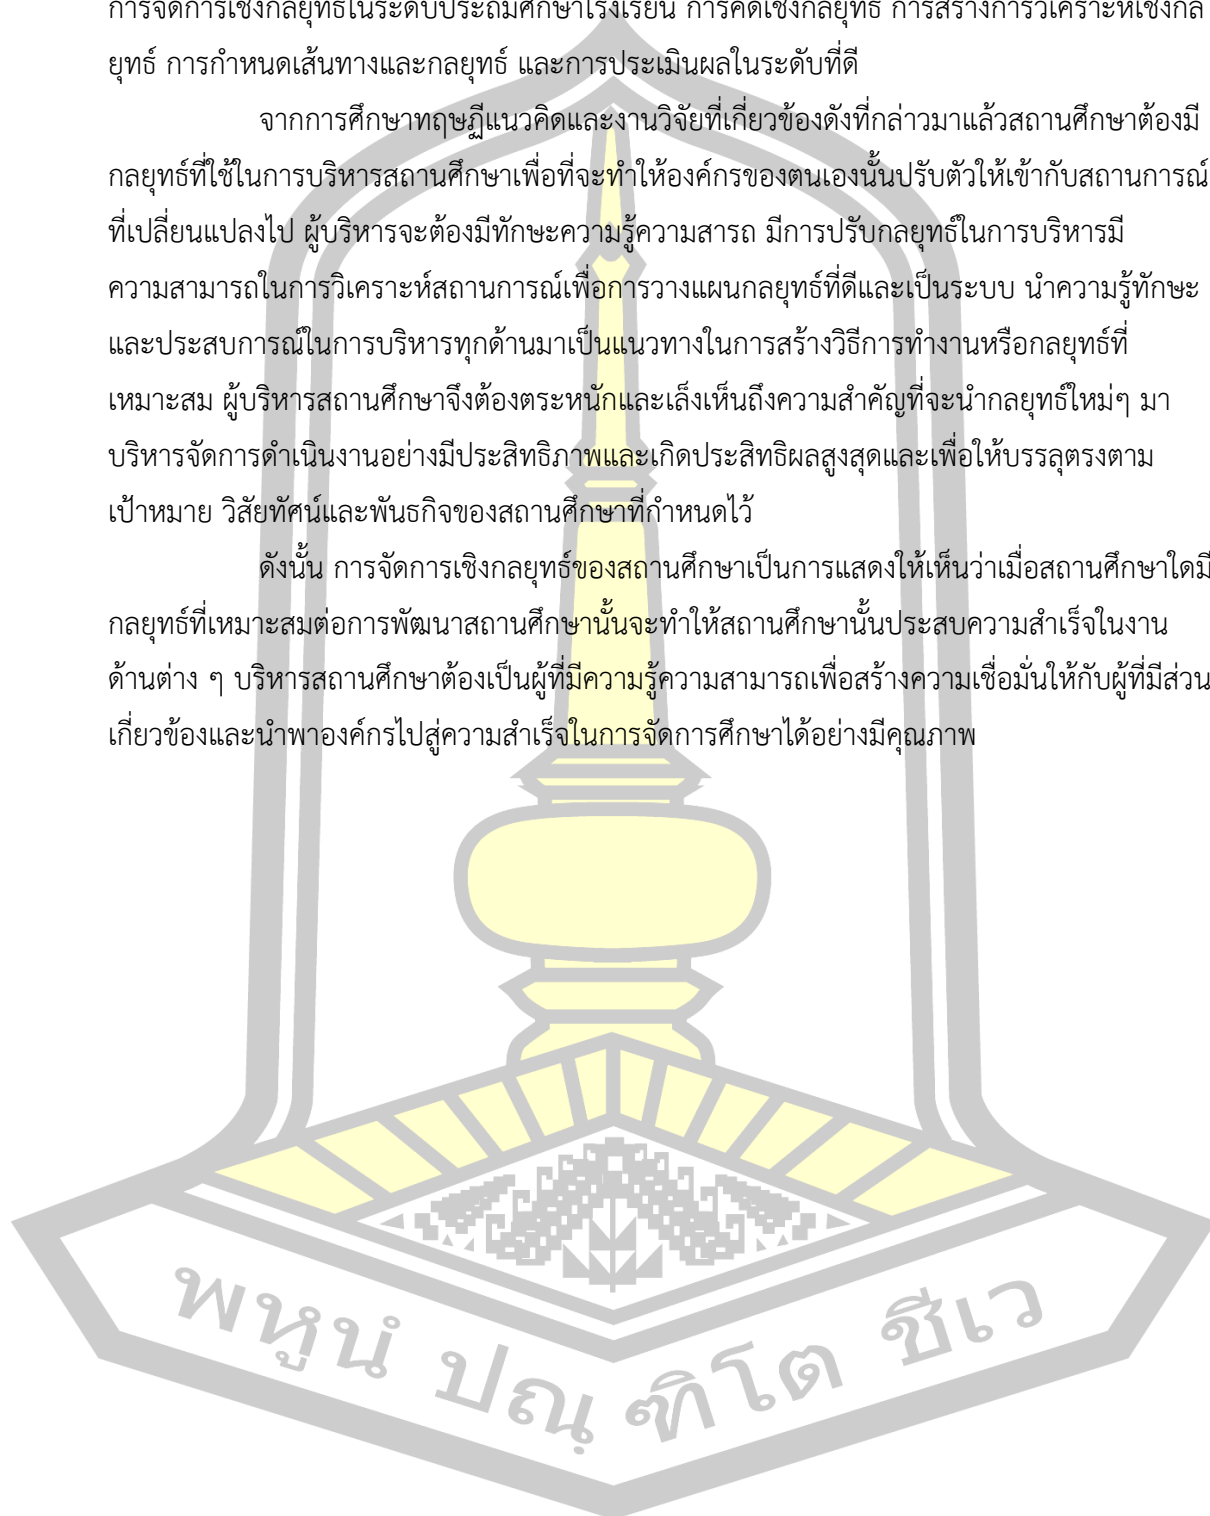 การจัดการเชิงกลยุทธ์ในระดับประถมศึกษาโรงเรียน การคิดเชิงกลยุทธ์ การสร้างการวิเคราะห์เชิงกล
ยุทธ์ การกำหนดเส้นทางและกลยุทธ์ และการประเมินผลในระดับที่ดี
จากการศึกษาทฤษฏีแนวคิดและงานวิจัยที่เกี่ยวข้องดังที่กล่าวมาแล้วสถานศึกษาต้องมี
กลยุทธ์ที่ใช้ในการบริหารสถานศึกษาเพื่อที่จะทำให้องค์กรของตนเองนั้นปรับตัวให้เข้ากับสถานการณ์
ที่เปลี่ยนแปลงไป ผู้บริหารจะต้องมีทักษะความรู้ความสารถ มีการปรับกลยุทธ์ในการบริหารมี
ความสามารถในการวิเคราะห์สถานการณ์เพื่อการวางแผนกลยุทธ์ที่ดีและเป็นระบบ นำความรู้ทักษะ
และประสบการณ์ในการบริหารทุกด้านมาเป็นแนวทางในการสร้างวิธีการทำงานหรือกลยุทธ์ที่
เหมาะสม ผู้บริหารสถานศึกษาจึงต้องตระหนักและเล็งเห็นถึงความสำคัญที่จะนำกลยุทธ์ใหม่ๆ มา
บริหารจัดการดำเนินงานอย่างมีประสิทธิภาพและเกิดประสิทธิผลสูงสุดและเพื่อให้บรรลุตรงตาม
เป้าหมาย วิสัยทัศน์และพันธกิจของสถานศึกษาที่กำหนดไว้
ดังนั้น การจัดการเชิงกลยุทธ์ของสถานศึกษาเป็นการแสดงให้เห็นว่าเมื่อสถานศึกษาใดมี
กลยุทธ์ที่เหมาะสมต่อการพัฒนาสถานศึกษานั้นจะทำให้สถานศึกษานั้นประสบความสำเร็จในงาน
ด้านต่าง ๆ บริหารสถานศึกษาต้องเป็นผู้ที่มีความรู้ความสามารถเพื่อสร้างความเชื่อมั่นให้กับผู้ที่มีส่วน
เกี่ยวข้องและนำพาองค์กรไปสู่ความสำเร็จในการจัดการศึกษาได้อย่างมีคุณภาพ
พหูนํ ปณฺฑิโต ชีเว